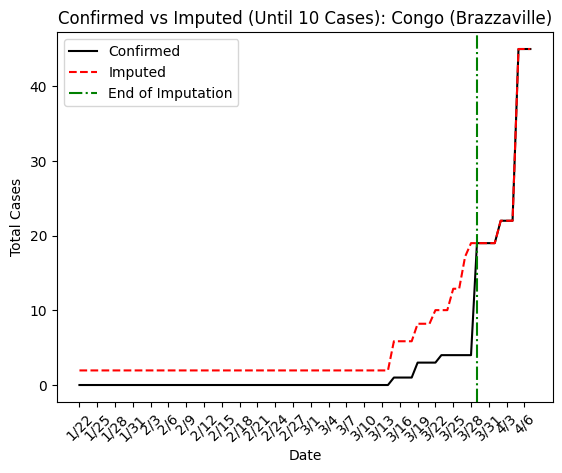 Confirmed vs Imputed (Until 10 Cases): Congo (Brazzaville)
Confirmed
Imputed
End of Imputation
Total Cases
40
30
20
10
0
1/22 1/25 1/28 1/31 2/3 2/6 2/9 2/12 2/15 2/18 2/21 2/24 2/27 3/1 3/4 3/7 3/10 3/13 3/16 3/19 3/22 3/25 3/28 3/31 4/3 4/6
Date